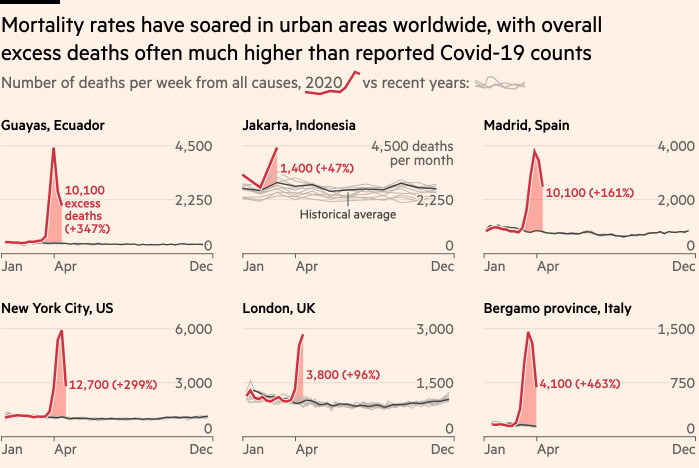 Mortality rates have soared in urban areas worldwide, with overall
excess deaths often much higher than reported Covid-19 counts
Number of deaths per week from all causes, 2020 vs recent years:
Guayas, Ecuador
4,500
10,100
excess
deaths
(+347%)
2,250
0
Jan Apr Dec
Jakarta, Indonesia
4,500 deaths
per month
1,400 (+47%)
2,250
Historical average
0
Jan Apr Dec
Madrid, Spain
4,000
10,100 (+161%)
2,000
0
Jan Apr Dec
New York City, US
6,000
12,700 (+299%)
3,000
0
Jan Apr Dec
London, UK
3,000
3,800 (+96%)
1,500
0
Jan Apr Dec
Bergamo province, Italy
1,500
4,100 (+463%)
750
0
Jan Apr Dec